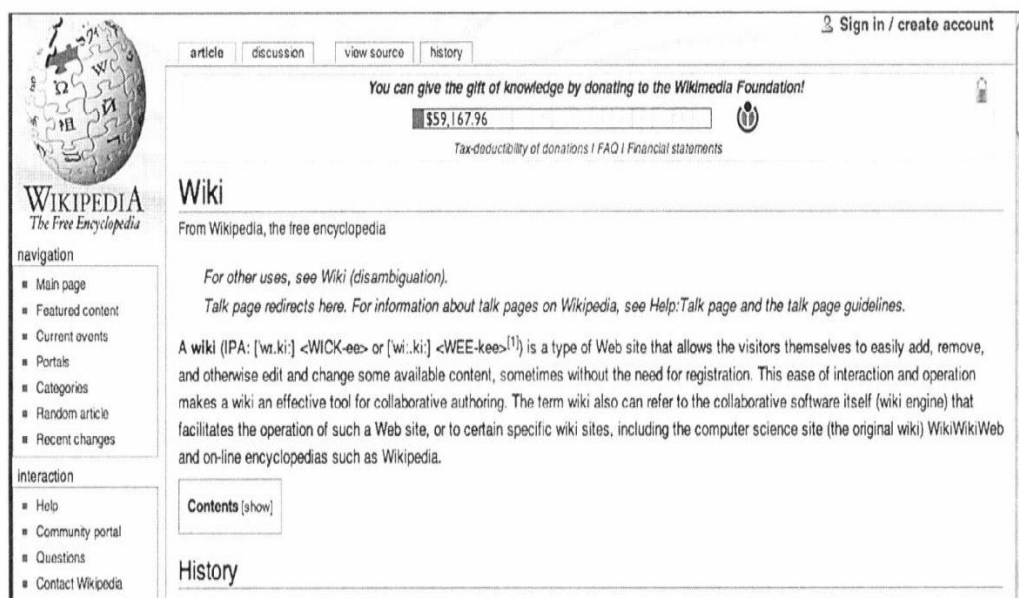 Sign in / create account
article discussion view source history
You can give the gift of knowledge by donating to the Wikimedia Foundation!
$59,167.96
Tax-deductibility of donations | FAQ | Financial statements
Ω W И 祖
WIKIPEDIA
The Free Encyclopedia
Wiki
From Wikipedia, the free encyclopedia
For other uses, see Wiki (disambiguation).
Talk page redirects here. For information about talk pages on Wikipedia, see Help:Talk page and the talk page guidelines.
A wiki (IPA: ['wɪ.ki:] <WICK-ee> or ['wi:.ki:] <WEE-kee>[1]) is a type of Web site that allows the visitors themselves to easily add, remove,
and otherwise edit and change some available content, sometimes without the need for registration. This ease of interaction and operation
makes a wiki an effective tool for collaborative authoring. The term wiki also can refer to the collaborative software itself (wiki engine) that
facilitates the operation of such a Web site, or to certain specific wiki sites, including the computer science site (the original wiki) WikiWikiWeb
and on-line encyclopedias such as Wikipedia.
Contents [show]
History
navigation
Main page
Featured content
Current events
Portals
Categories
Random article
Recent changes
interaction
Help
Community portal
Questions
Contact Wikipedia